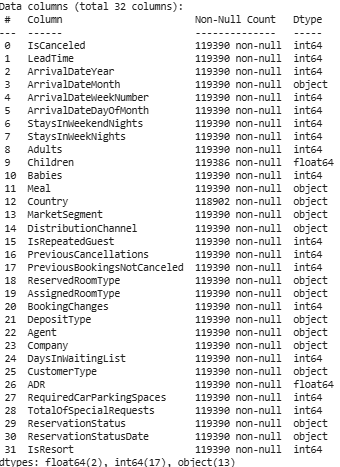 Data columns (total 32 columns):
# Column Non-Null Count Dtype
--- ------ -------------- -----
0 IsCanceled 119390 non-null int64
1 LeadTime 119390 non-null int64
2 ArrivalDateYear 119390 non-null int64
3 ArrivalDateMonth 119390 non-null object
4 ArrivalDateWeekNumber 119390 non-null int64
5 ArrivalDateDayOfMonth 119390 non-null int64
6 StaysInWeekendNights 119390 non-null int64
7 StaysInWeekNights 119390 non-null int64
8 Adults 119390 non-null int64
9 Children 119386 non-null float64
10 Babies 119390 non-null int64
11 Meal 119390 non-null object
12 Country 118902 non-null object
13 MarketSegment 119390 non-null object
14 DistributionChannel 119390 non-null object
15 IsRepeatedGuest 119390 non-null int64
16 PreviousCancellations 119390 non-null int64
17 PreviousBookingsNotCanceled 119390 non-null int64
18 ReservedRoomType 119390 non-null object
19 AssignedRoomType 119390 non-null object
20 BookingChanges 119390 non-null int64
21 DepositType 119390 non-null object
22 Agent 119390 non-null object
23 Company 119390 non-null object
24 DaysInWaitingList 119390 non-null int64
25 CustomerType 119390 non-null object
26 ADR 119390 non-null float64
27 RequiredCarParkingSpaces 119390 non-null int64
28 TotalOfSpecialRequests 119390 non-null int64
29 ReservationStatus 119390 non-null object
30 ReservationStatusDate 119390 non-null object
31 IsResort 119390 non-null int64
dtypes: float64(2), int64(17), object(13)